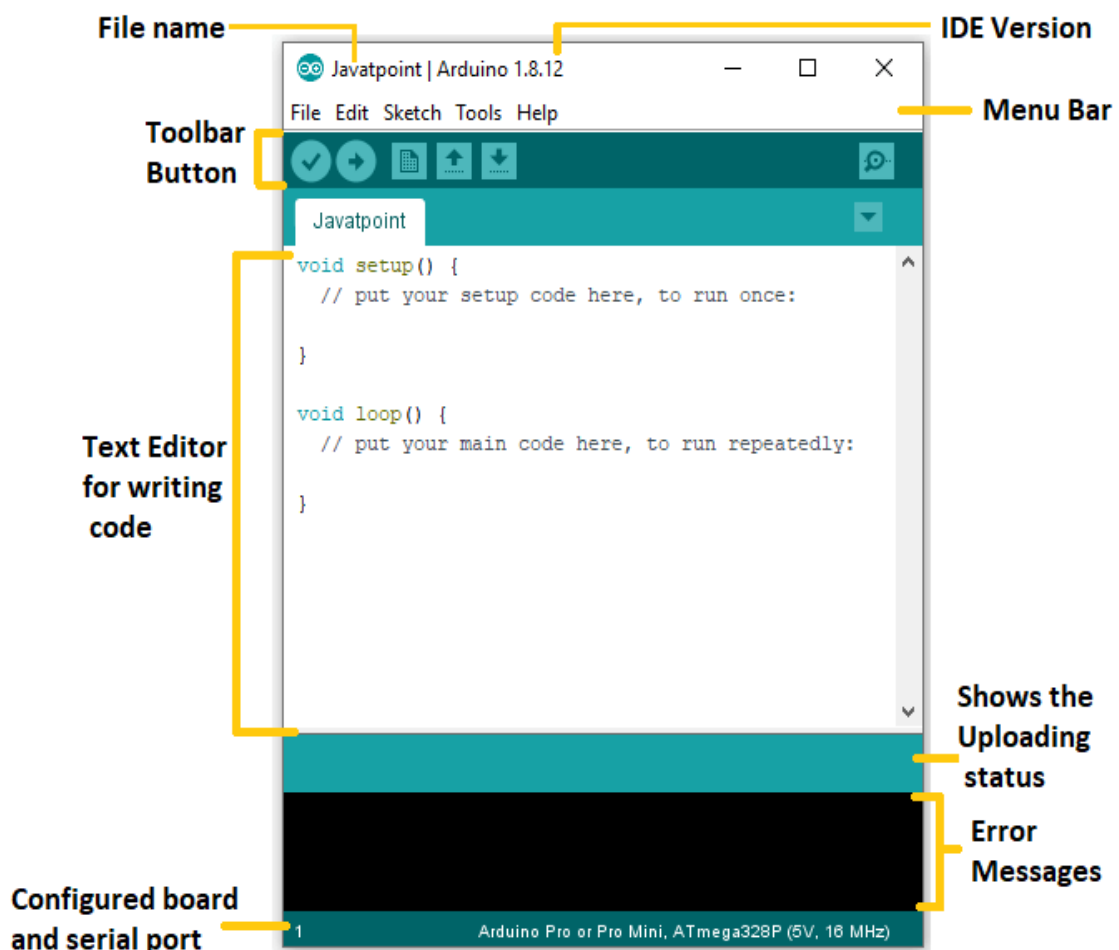 File name
IDE Version
Javatpoint | Arduino 1.8.12
File Edit Sketch Tools Help
Menu Bar
Toolbar
Button
Javatpoint
void setup() {
// put your setup code here, to run once:
}
void loop() {
// put your main code here, to run repeatedly:
}
Text Editor
for writing
code
Shows the
Uploading
status
Error
Messages
Configured board
and serial port
1
Arduino Pro or Pro Mini, ATmega328P (5V, 16 MHz)